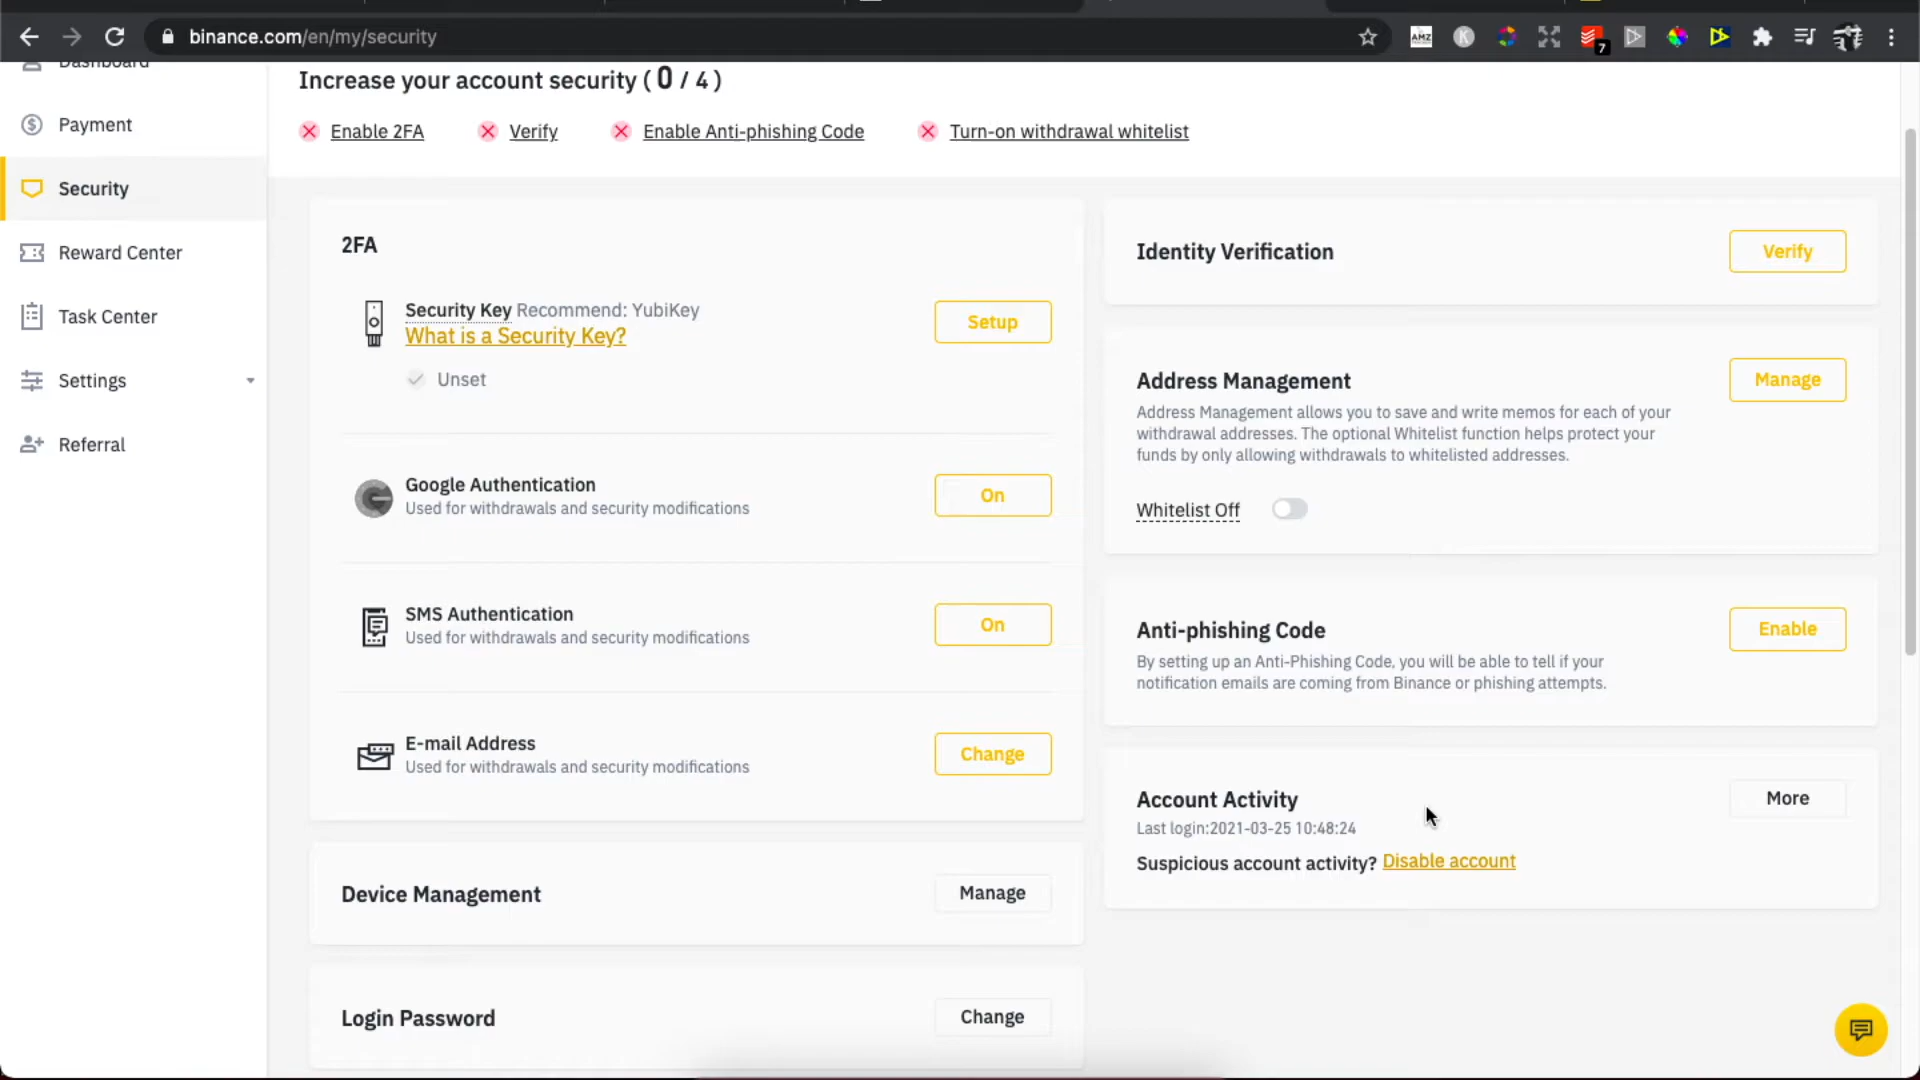 binance.com/en/my/security
AMZ
K
7
Dashboard
Payment
Security
Reward Center
Task Center
Settings
Referral
Increase your account security ( 0 / 4 )
Enable 2FA
Verify
Enable Anti-phishing Code
Turn-on withdrawal whitelist
2FA
Security Key Recommend: YubiKey
What is a Security Key?
Unset
Setup
Google Authentication
Used for withdrawals and security modifications
On
SMS Authentication
Used for withdrawals and security modifications
On
E-mail Address
Used for withdrawals and security modifications
Change
Device Management
Manage
Login Password
Change
Identity Verification
Verify
Address Management
Manage
Address Management allows you to save and write memos for each of your
withdrawal addresses. The optional Whitelist function helps protect your
funds by only allowing withdrawals to whitelisted addresses.
Whitelist Off
Anti-phishing Code
Enable
By setting up an Anti-Phishing Code, you will be able to tell if your
notification emails are coming from Binance or phishing attempts.
Account Activity
More
Last login:2021-03-25 10:48:24
Suspicious account activity? Disable account